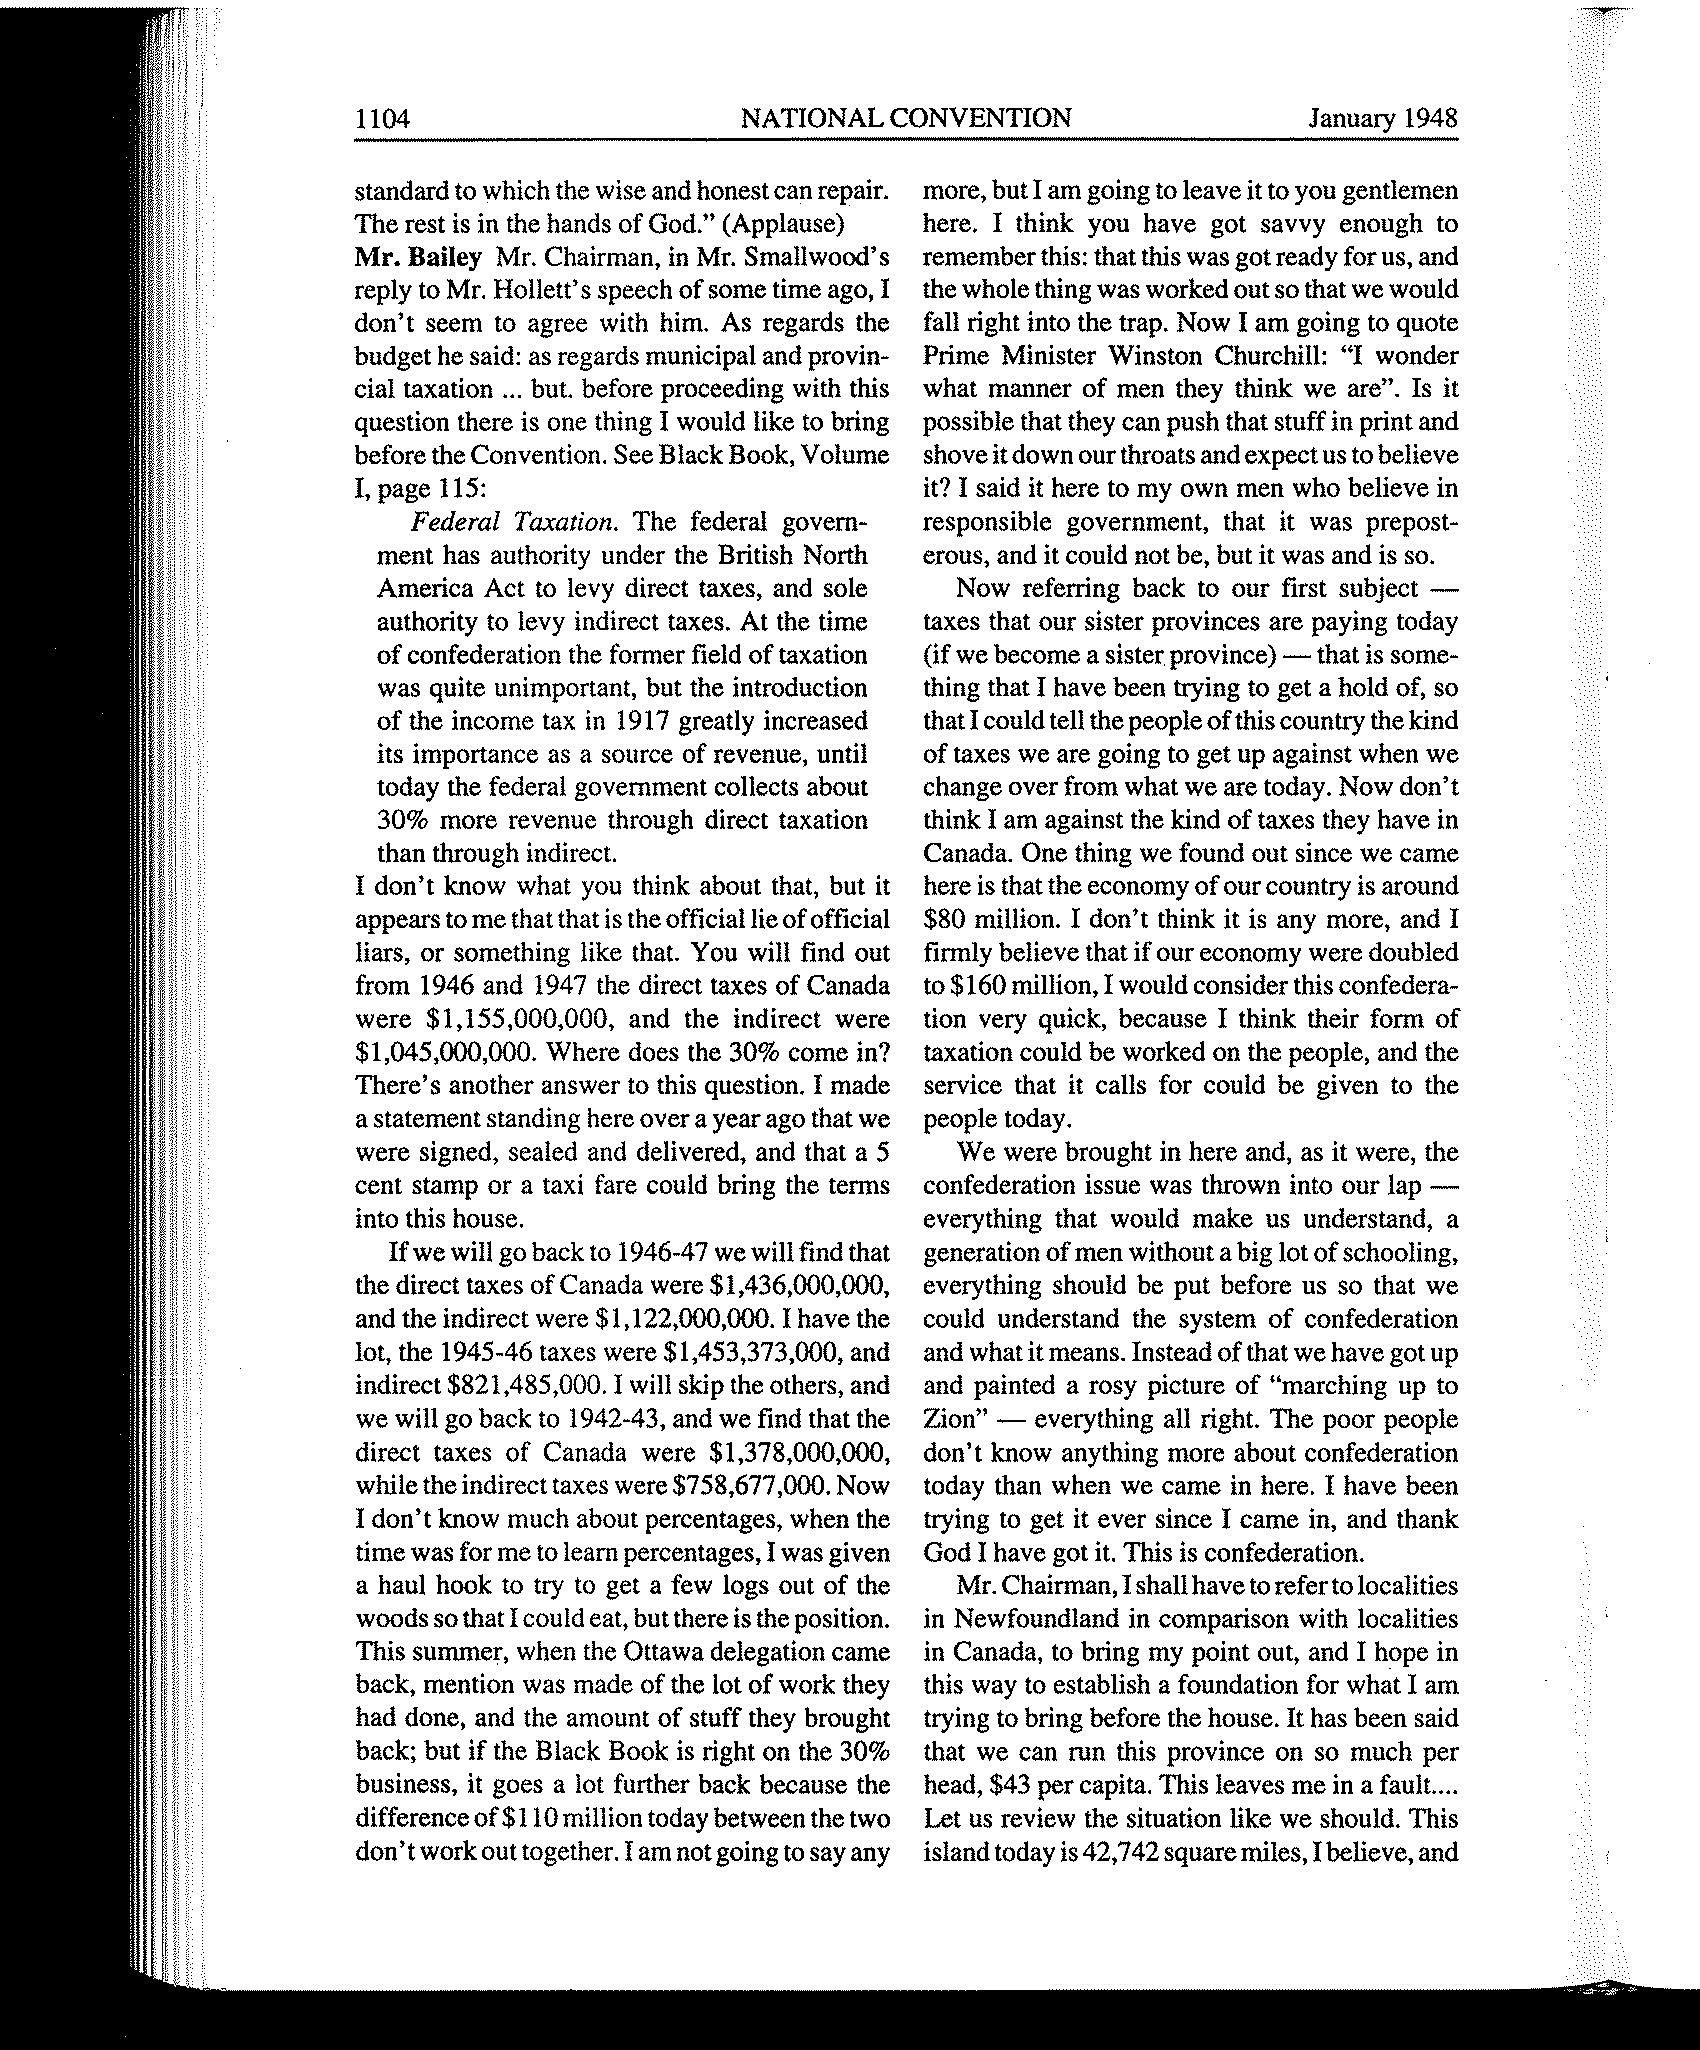 1104 NATIONAL CONVENTION January 1948
standard to which the wise and honest can repair.
The rest is in the hands of God." (Applause)
Mr. Bailey Mr. Chairman, in Mr. Smallwood's
reply to Mr. Hollett's speech of some time ago, I
don't seem to agree with him. As regards the
budget he said: as regards municipal and provin-
cial taxation ... but. before proceeding with this
question there is one thing I would like to bring
before the Convention. See Black Book, Volume
I, page 115:
Federal Taxation. The federal govern-
ment has authority under the British North
America Act to levy direct taxes, and sole
authority to levy indirect taxes. At the time
of confederation the former field of taxation
was quite unimportant, but the introduction
of the income tax in 1917 greatly increased
its importance as a source of revenue, until
today the federal government collects about
30% more revenue through direct taxation
than through indirect.
I don't know what you think about that, but it
appears to me that that is the official lie of official
liars, or something like that. You will find out
from 1946 and 1947 the direct taxes of Canada
were $1,155,000,000, and the indirect were
$1,045,000,000. Where does the 30% come in?
There's another answer to this question. I made
a statement standing here over a year ago that we
were signed, sealed and delivered, and that a 5
cent stamp or a taxi fare could bring the terms
into this house.
If we will go back to 1946-47 we will find that
the direct taxes of Canada were $1,436,000,000,
and the indirect were $1,122,000,000. I have the
lot, the 1945-46 taxes were $1,453,373,000, and
indirect $821,485,000. I will skip the others, and
we will go back to 1942-43, and we find that the
direct taxes of Canada were $1,378,000,000,
while the indirect taxes were $758,677,000. Now
I don't know much about percentages, when the
time was for me to learn percentages, I was given
a haul hook to try to get a few logs out of the
woods so that I could eat, but there is the position.
This summer, when the Ottawa delegation came
back, mention was made of the lot of work they
had done, and the amount of stuff they brought
back; but if the Black Book is right on the 30%
business, it goes a lot further back because the
difference of $110 million today between the two
don't work out together. I am not going to say any
more, but I am going to leave it to you gentlemen
here. I think you have got savvy enough to
remember this: that this was got ready for us, and
the whole thing was worked out so that we would
fall right into the trap. Now I am going to quote
Prime Minister Winston Churchill: "I wonder
what manner of men they think we are". Is it
possible that they can push that stuff in print and
shove it down our throats and expect us to believe
it? I said it here to my own men who believe in
responsible government, that it was prepost-
erous, and it could not be, but it was and is so.
Now referring back to our first subject —
taxes that our sister provinces are paying today
(if we become a sister province) — that is some-
thing that I have been trying to get a hold of, so
that I could tell the people of this country the kind
of taxes we are going to get up against when we
change over from what we are today. Now don't
think I am against the kind of taxes they have in
Canada. One thing we found out since we came
here is that the economy of our country is around
$80 million. I don't think it is any more, and I
firmly believe that if our economy were doubled
to $160 million, I would consider this confedera-
tion very quick, because I think their form of
taxation could be worked on the people, and the
service that it calls for could be given to the
people today.
We were brought in here and, as it were, the
confederation issue was thrown into our lap —
everything that would make us understand, a
generation of men without a big lot of schooling,
everything should be put before us so that we
could understand the system of confederation
and what it means. Instead of that we have got up
and painted a rosy picture of "marching up to
Zion" — everything all right. The poor people
don't know anything more about confederation
today than when we came in here. I have been
trying to get it ever since I came in, and thank
God I have got it. This is confederation.
Mr. Chairman, I shall have to refer to localities
in Newfoundland in comparison with localities
in Canada, to bring my point out, and I hope in
this way to establish a foundation for what I am
trying to bring before the house. It has been said
that we can run this province on so much per
head, $43 per capita. This leaves me in a fault....
Let us review the situation like we should. This
island today is 42,742 square miles, I believe, and